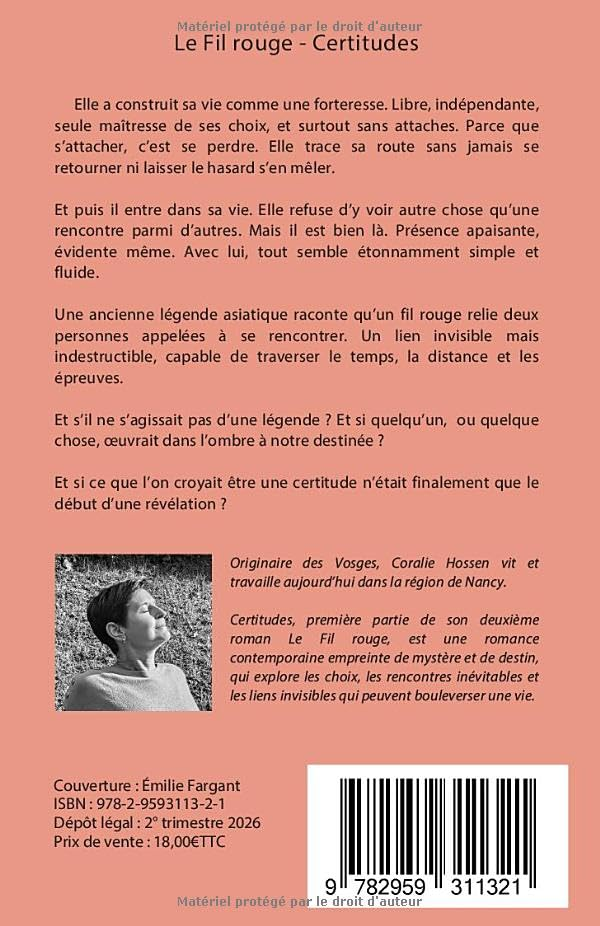 Matériel protégé par le droit d'auteur
Le Fil rouge - Certitudes
Elle a construit sa vie comme une forteresse. Libre, indépendante,
seule maîtresse de ses choix, et surtout sans attaches. Parce que
s’attacher, c’est se perdre. Elle trace sa route sans jamais se
retourner ni laisser le hasard s’en mêler.
Et puis il entre dans sa vie. Elle refuse d’y voir autre chose qu’une
rencontre parmi d’autres. Mais il est bien là. Présence apaisante,
évidente même. Avec lui, tout semble étonnamment simple et
fluide.
Une ancienne légende asiatique raconte qu’un fil rouge relie deux
personnes appelées à se rencontrer. Un lien invisible mais
indestructible, capable de traverser le temps, la distance et les
épreuves.
Et s’il ne s’agissait pas d’une légende ? Et si quelqu’un, ou quelque
chose, œuvrait dans l’ombre à notre destinée ?
Et si ce que l’on croyait être une certitude n’était finalement que le
début d’une révélation ?
Originaire des Vosges, Coralie Hossen vit et
travaille aujourd’hui dans la région de Nancy.
Certitudes, première partie de son deuxième
roman Le Fil rouge, est une romance
contemporaine empreinte de mystère et de destin,
qui explore les choix, les rencontres inévitables et
les liens invisibles qui peuvent bouleverser une vie.
Couverture : Émilie Fargant
ISBN : 978-2-9593113-2-1
Dépôt légal : 2° trimestre 2026
Prix de vente : 18,00€TTC
9 782959 311321
Matériel protégé par le droit d'auteur